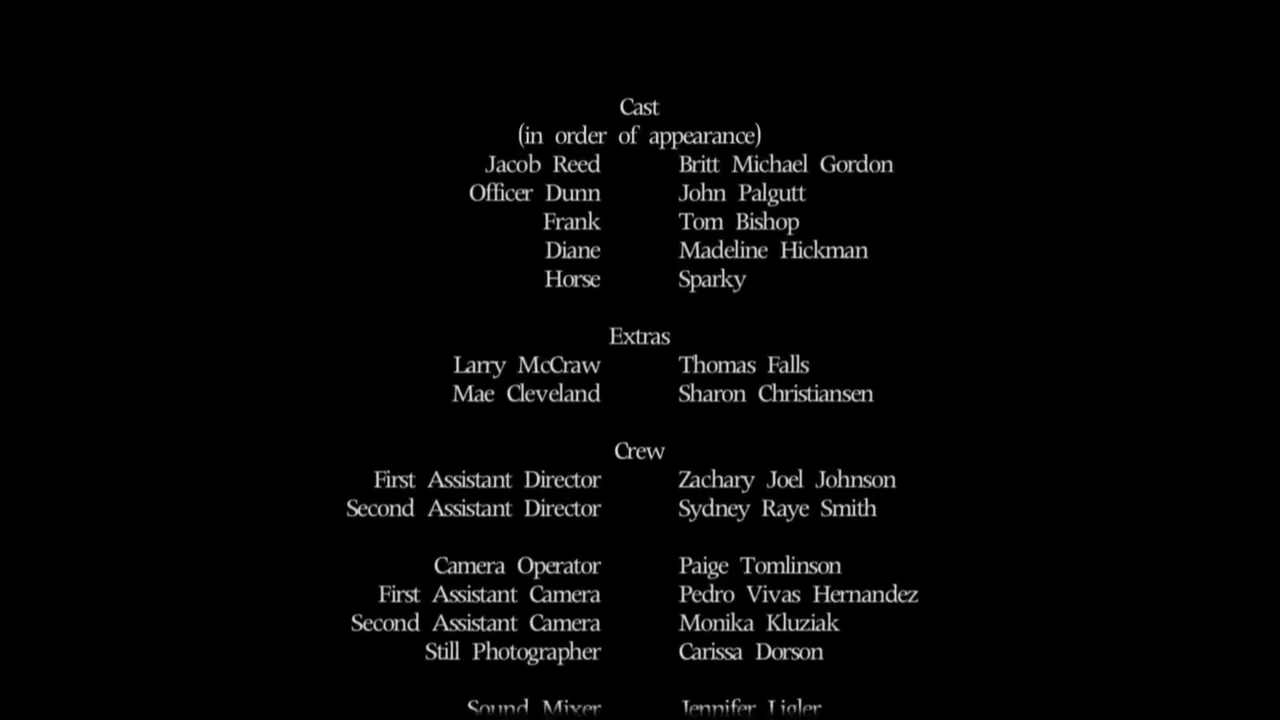 Cast
(in order of appearance)
Jacob Reed Britt Michael Gordon
Officer Dunn John Palgutt
Frank Tom Bishop
Diane Madeline Hickman
Horse Sparky
Extras
Larry McCraw Thomas Falls
Mae Cleveland Sharon Christiansen
Crew
First Assistant Director Zachary Joel Johnson
Second Assistant Director Sydney Raye Smith
Camera Operator Paige Tomlinson
First Assistant Camera Pedro Vivas Hernandez
Second Assistant Camera Monika Kluziak
Still Photographer Carissa Dorson
Sound Mixer Jennifer